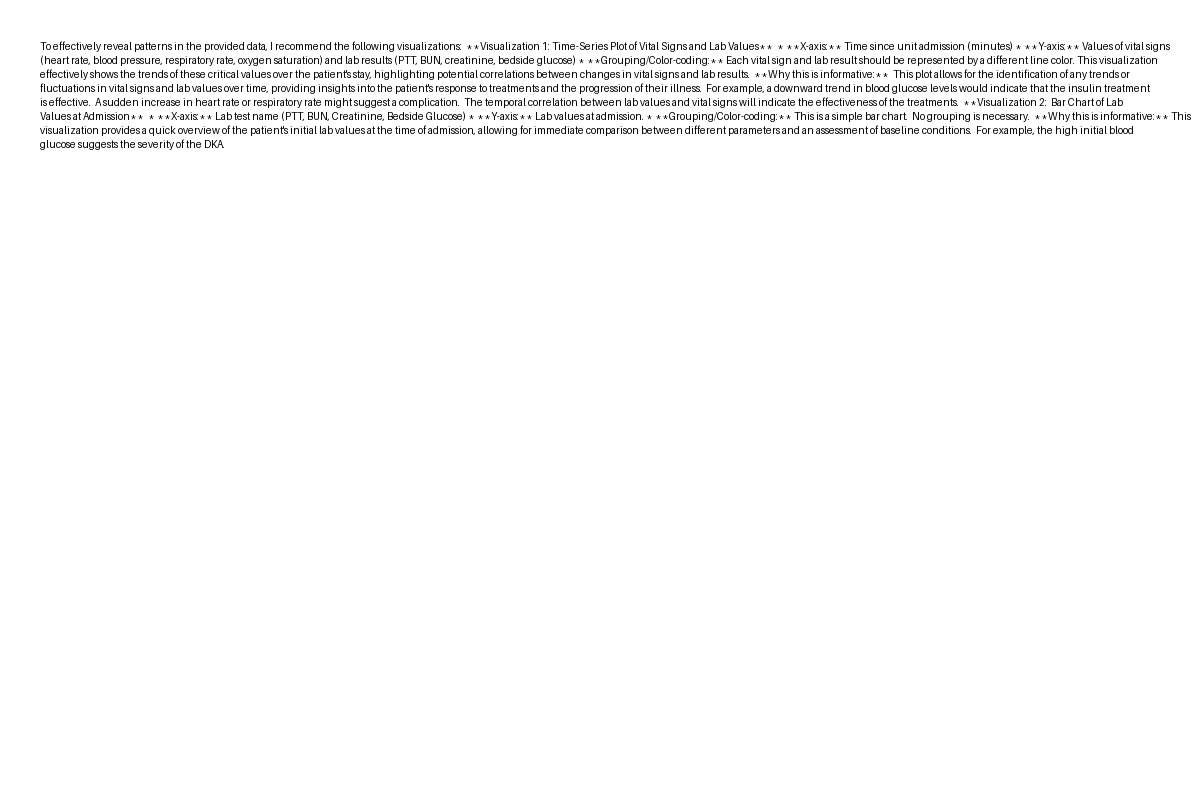 To effectively reveal patterns in the provided data, I recommend the following visualizations:  **Visualization 1: Time-Series Plot of Vital Signs and Lab Values**  * **X-axis:** Time since unit admission (minutes) * **Y-axis:** Values of vital signs
(heart rate, blood pressure, respiratory rate, oxygen saturation) and lab results (PTT, BUN, creatinine, bedside glucose) * **Grouping/Color-coding:** Each vital sign and lab result should be represented by a different line color. This visualization
effectively shows the trends of these critical values over the patient's stay, highlighting potential correlations between changes in vital signs and lab results.  **Why this is informative:**  This plot allows for the identification of any trends or
fluctuations in vital signs and lab values over time, providing insights into the patient's response to treatments and the progression of their illness.  For example, a downward trend in blood glucose levels would indicate that the insulin treatment
is effective.  A sudden increase in heart rate or respiratory rate might suggest a complication.  The temporal correlation between lab values and vital signs will indicate the effectiveness of the treatments.  **Visualization 2:  Bar Chart of Lab
Values at Admission**  * **X-axis:** Lab test name (PTT, BUN, Creatinine, Bedside Glucose) * **Y-axis:** Lab values at admission. * **Grouping/Color-coding:** This is a simple bar chart.  No grouping is necessary.  **Why this is informative:** This
visualization provides a quick overview of the patient's initial lab values at the time of admission, allowing for immediate comparison between different parameters and an assessment of baseline conditions.  For example, the high initial blood
glucose suggests the severity of the DKA.